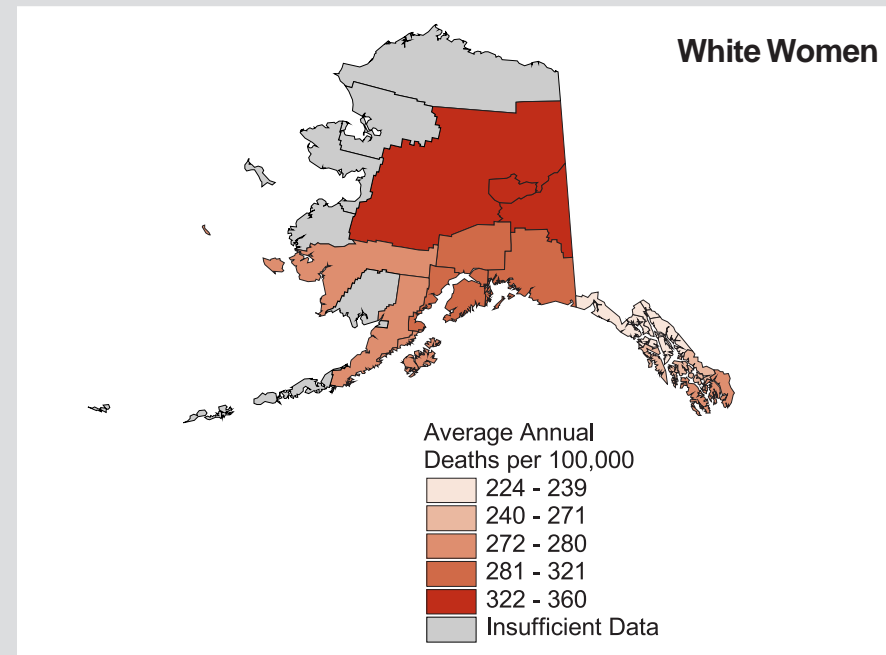 White Women
Average Annual
Deaths per 100,000
224 - 239
240 - 271
272 - 280
281 - 321
322 - 360
Insufficient Data